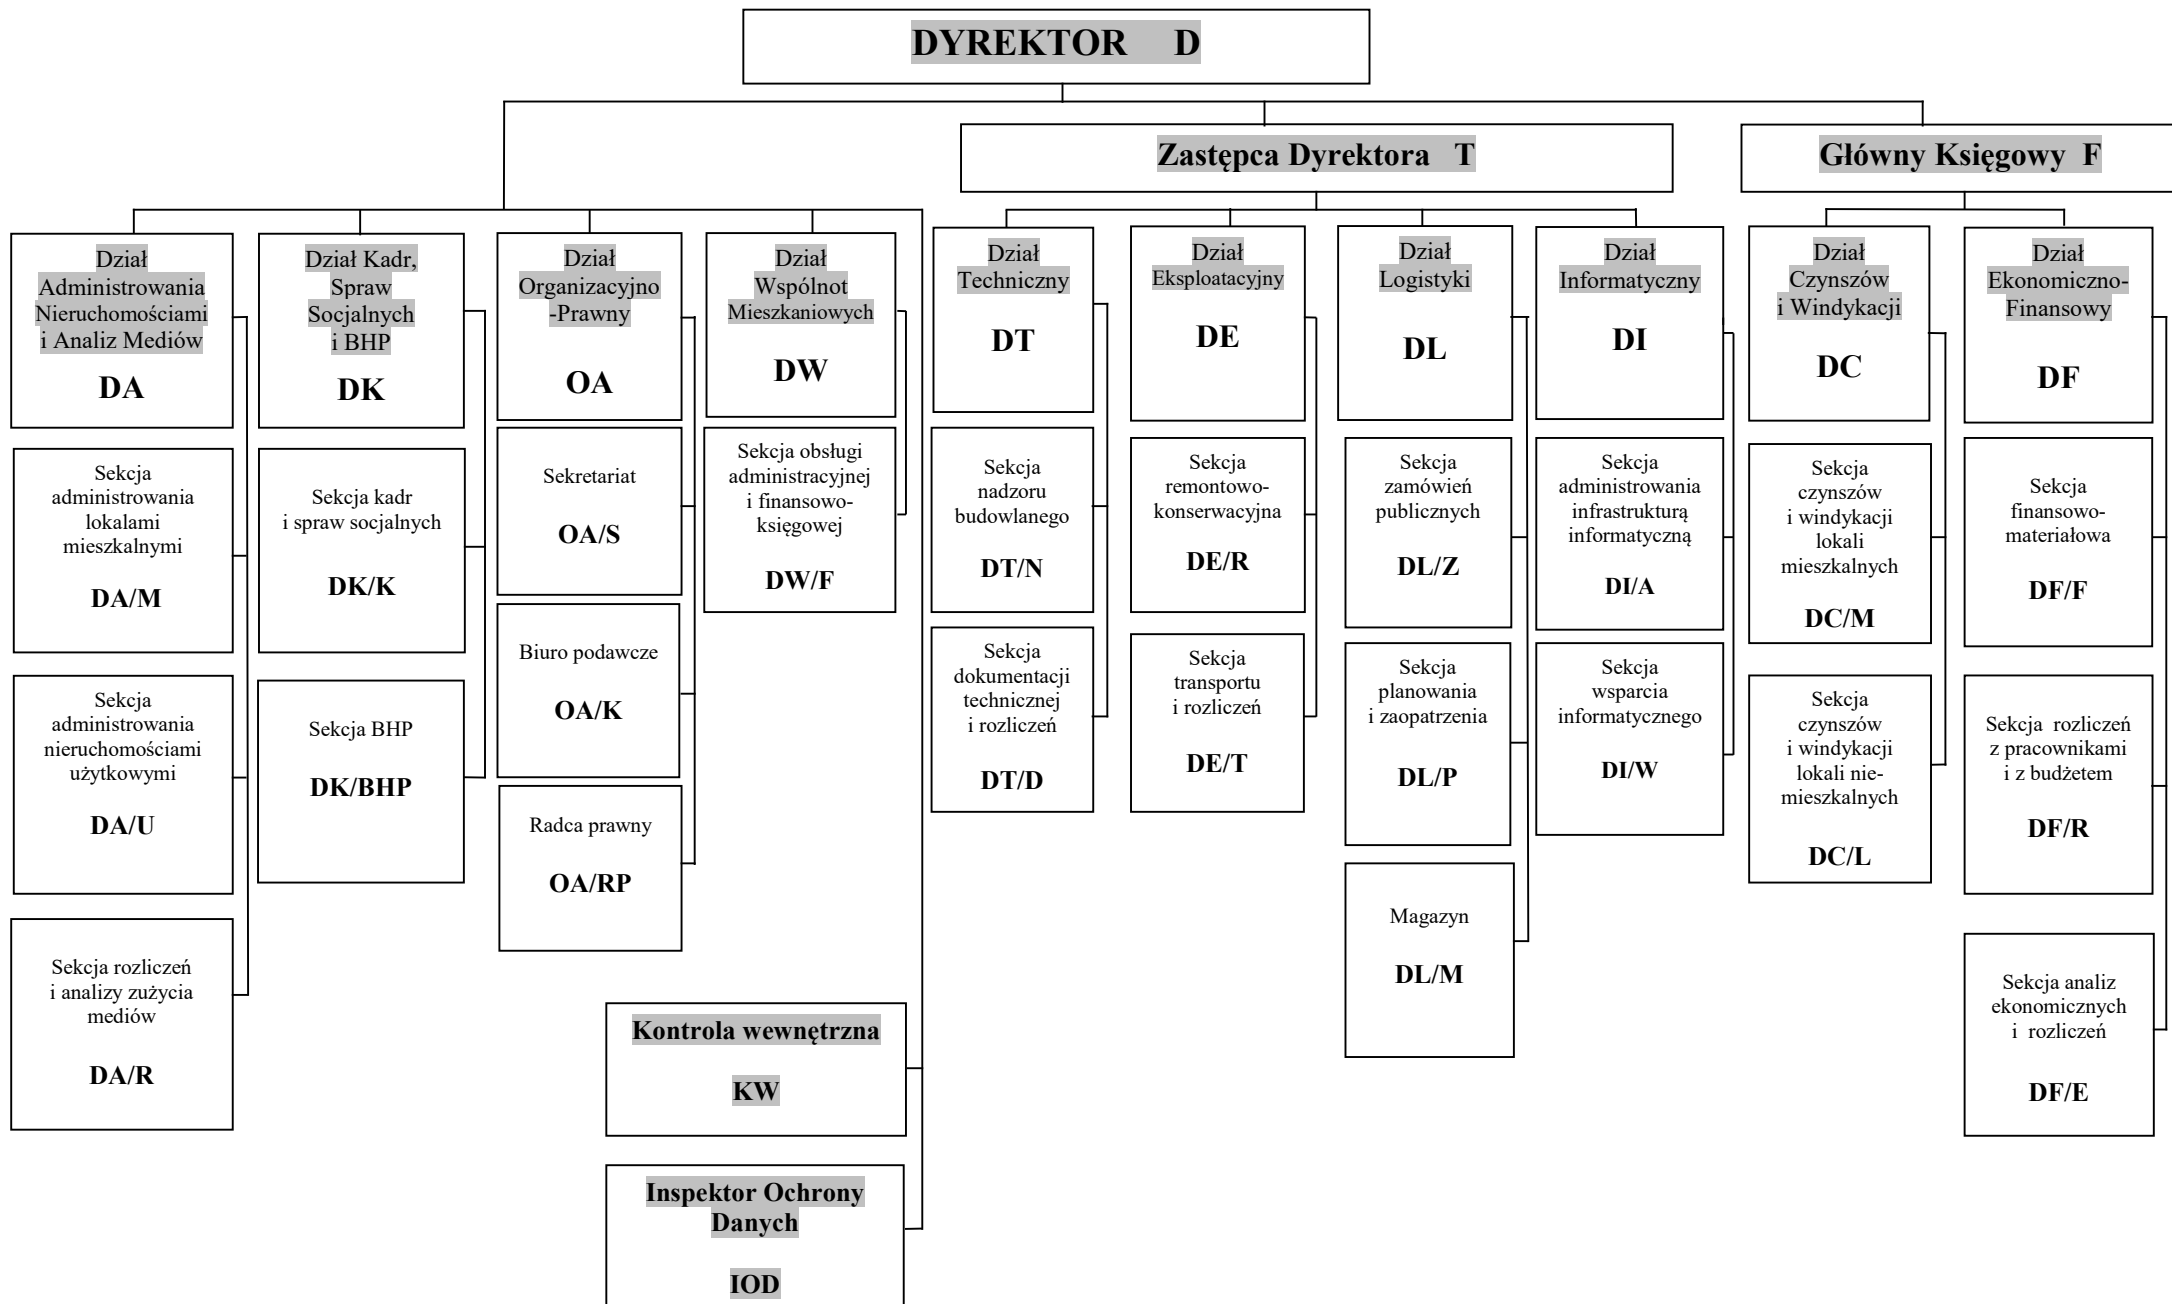 DYREKTOR D
Zastępca Dyrektora T
Główny Księgowy F
Dział
Administrowania
Nieruchomościami
i Analiz Mediów
DA
Dział Kadr,
Spraw
Socjalnych
i BHP
DK
Dział
Organizacyjno
-Prawny
OA
Dział
Wspólnot
Mieszkaniowych
DW
Dział
Techniczny
DT
Dział
Eksploatacyjny
DE
Dział
Logistyki
DL
Dział
Informatyczny
DI
Dział
Czynszów
i Windykacji
DC
Dział
Ekonomiczno-
Finansowy
DF
Sekcja
administrowania
lokalami
mieszkalnymi
DA/M
Sekcja kadr
i spraw socjalnych
DK/K
Sekretariat
OA/S
Sekcja obsługi
administracyjnej
i finansowo-
księgowej
DW/F
Sekcja
nadzoru
budowlanego
DT/N
Sekcja
remontowo-
konserwacyjna
DE/R
Sekcja
zamówień
publicznych
DL/Z
Sekcja
administrowania
infrastrukturą
informatyczną
DI/A
Sekcja
czynszów
i windykacji
lokali
mieszkalnych
DC/M
Sekcja
finansowo-
materiałowa
DF/F
Sekcja
administrowania
nieruchomościami
użytkowymi
DA/U
Sekcja BHP
DK/BHP
Biuro podawcze
OA/K
Sekcja
dokumentacji
technicznej
i rozliczeń
DT/D
Sekcja
transportu
i rozliczeń
DE/T
Sekcja
planowania
i zaopatrzenia
DL/P
Sekcja
wsparcia
informatycznego
DI/W
Sekcja
czynszów
i windykacji
lokali nie-
mieszkalnych
DC/L
Sekcja rozliczeń
z pracownikami
i z budżetem
DF/R
Radca prawny
OA/RP
Sekcja rozliczeń
i analizy zużycia
mediów
DA/R
Magazyn
DL/M
Sekcja analiz
ekonomicznych
i rozliczeń
DF/E
Kontrola wewnętrzna
KW
Inspektor Ochrony
Danych
IOD